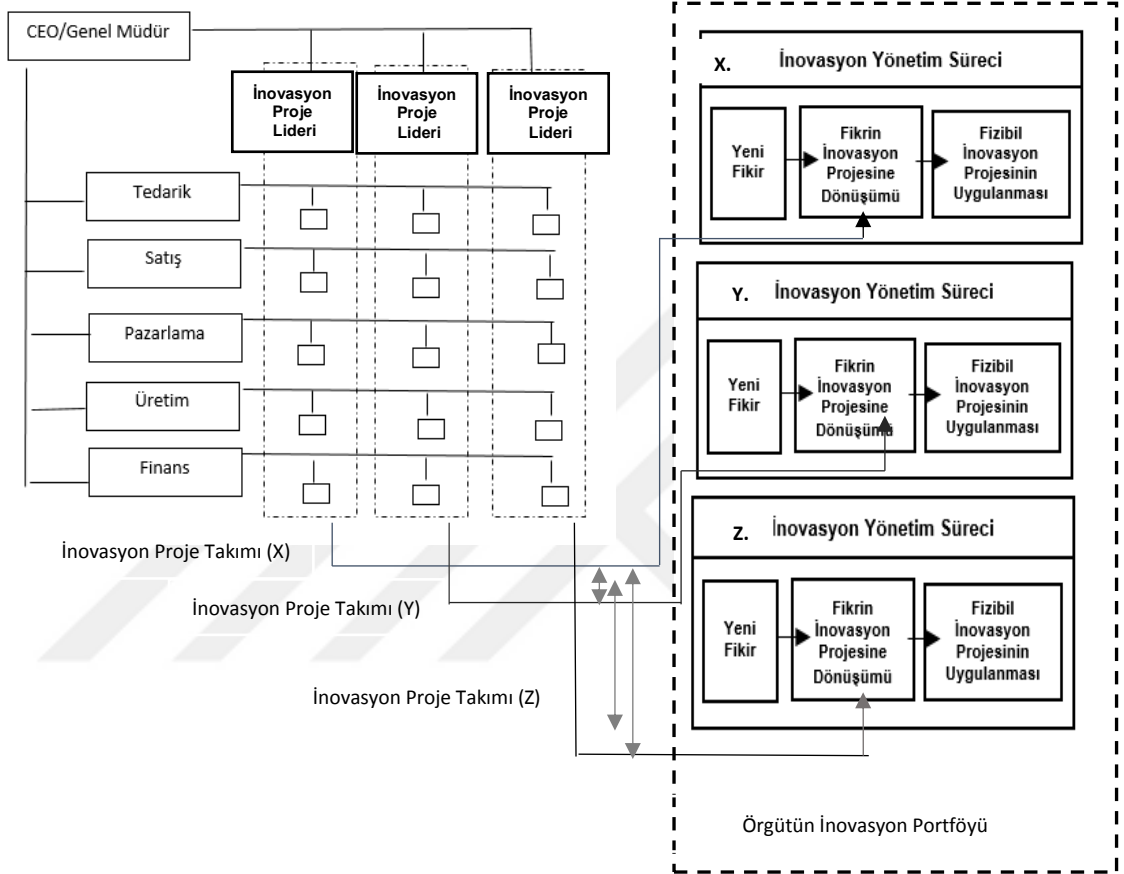 CEO/Genel Müdür
İnovasyon
Proje
Lideri
İnovasyon
Proje
Lideri
İnovasyon
Proje
Lideri
Tedarik
Satış
Pazarlama
Üretim
Finans
İnovasyon Proje Takımı (X)
İnovasyon Proje Takımı (Y)
İnovasyon Proje Takımı (Z)
X. İnovasyon Yönetim Süreci
Yeni
Fikir
Fikrin
İnovasyon
Projesine
Dönüşümü
Fizibil
İnovasyon
Projesinin
Uygulanması
Y. İnovasyon Yönetim Süreci
Yeni
Fikir
Fikrin
İnovasyon
Projesine
Dönüşümü
Fizibil
İnovasyon
Projesinin
Uygulanması
Z. İnovasyon Yönetim Süreci
Yeni
Fikir
Fikrin
İnovasyon
Projesine
Dönüşümü
Fizibil
İnovasyon
Projesinin
Uygulanması
Örgütün İnovasyon Portföyü